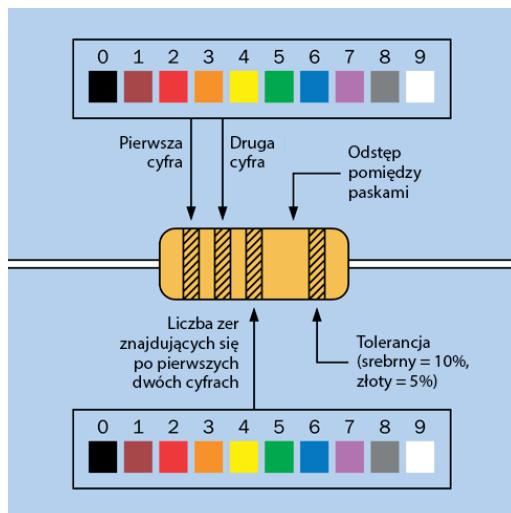 0 1 2 3 4 5 6 7 8 9
Pierwsza
cyfra
Druga
cyfra
Odstęp
pomiędzy
paskami
Liczba zer
znajdujących się
po pierwszych
dwóch cyfrach
Tolerancja
(srebrny = 10%,
złoty = 5%)
0 1 2 3 4 5 6 7 8 9